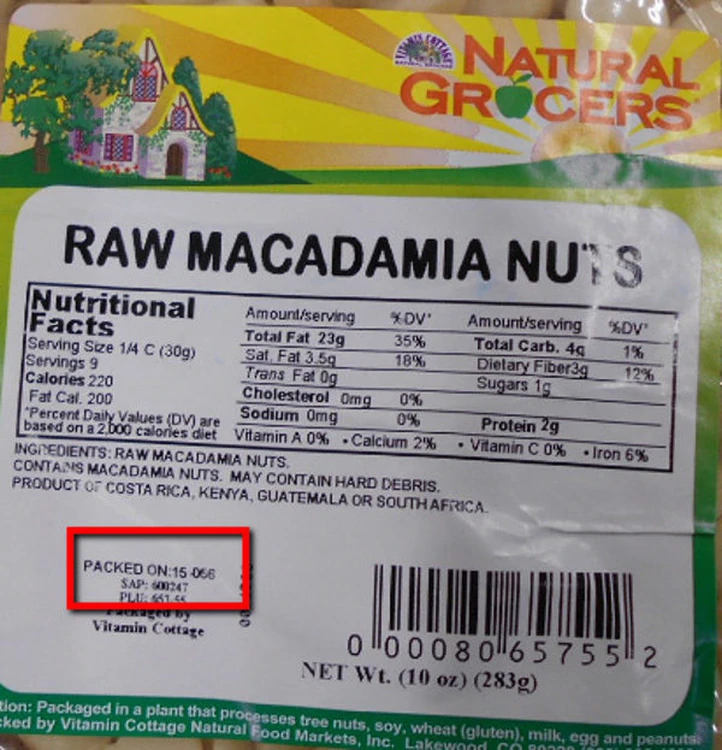 VITAMIN COTTAGE
NATURAL
GROCERS
RAW MACADAMIA NUTS
Nutritional
Facts
Serving Size 1/4 C (30g)
Servings 9
Calories 220
Fat Cal. 200
*Percent Daily Values (DV) are
based on a 2,000 calories diet
Amount/serving %DV* Amount/serving %DV*
Total Fat 23g 35% Total Carb. 4g 1%
Sat. Fat 3.5g 18% Dietary Fiber3g 12%
Trans Fat 0g Sugars 1g
Cholesterol 0mg 0%
Sodium 0mg 0% Protein 2g
Vitamin A 0% • Calcium 2% • Vitamin C 0% • Iron 6%
INGREDIENTS: RAW MACADAMIA NUTS.
CONTAINS MACADAMIA NUTS. MAY CONTAIN HARD DEBRIS.
PRODUCT OF COSTA RICA, KENYA, GUATEMALA OR SOUTH AFRICA.
PACKED ON:15-066
SAP: 600247
PLU:
Packaged by
Vitamin Cottage
0 00080 65755 2
NET Wt. (10 oz) (283g)
tion: Packaged in a plant that processes tree nuts, soy, wheat (gluten), milk, egg and peanuts.
cked by Vitamin Cottage Natural Food Markets, Inc. Lakewood, CO